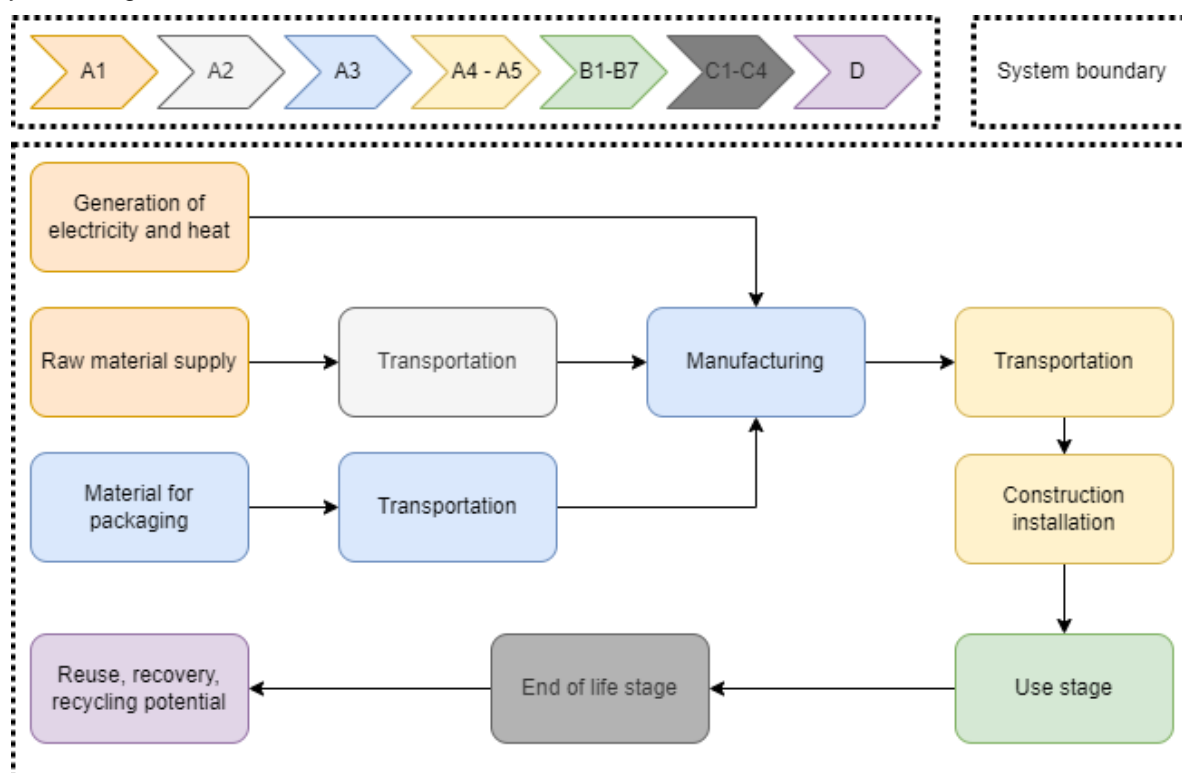 A1
A2
A3
A4 - A5
B1-B7
C1-C4
D
System boundary
Generation of
electricity and heat
Raw material supply
Transportation
Manufacturing
Transportation
Material for
packaging
Transportation
Construction
installation
Reuse, recovery,
recycling potential
End of life stage
Use stage